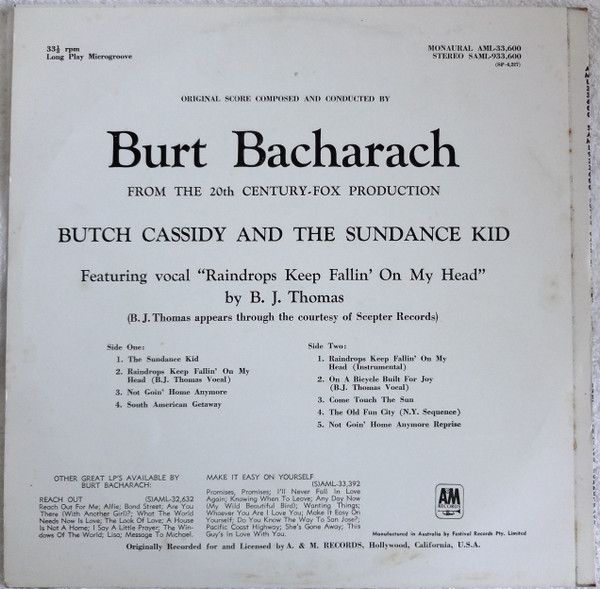 33⅓ rpm
Long Play Microgroove
MONAURAL AML-33,600
STEREO SAML-933,600
(SP-4,227)
ORIGINAL SCORE COMPOSED AND CONDUCTED BY
Burt Bacharach
FROM THE 20th CENTURY-FOX PRODUCTION
BUTCH CASSIDY AND THE SUNDANCE KID
Featuring vocal “Raindrops Keep Fallin’ On My Head”
by B. J. Thomas
(B. J. Thomas appears through the courtesy of Scepter Records)
Side One:
1. The Sundance Kid
2. Raindrops Keep Fallin’ On My
Head (B.J. Thomas Vocal)
3. Not Goin’ Home Anymore
4. South American Getaway
Side Two:
1. Raindrops Keep Fallin’ On My
Head (Instrumental)
2. On A Bicycle Built For Joy
(B.J. Thomas Vocal)
3. Come Touch The Sun
4. The Old Fun City (N.Y. Sequence)
5. Not Goin’ Home Anymore Reprise
OTHER GREAT LP'S AVAILABLE BY
BURT BACHARACH:
REACH OUT (S)AML-32,632
Reach Out For Me; Alfie; Bond Street; Are You
There (With Another Girl)?; What The World
Needs Now Is Love; The Look Of Love; A House
Is Not A Home; I Say A Little Prayer; The Win-
dows Of The World; Lisa; Message To Michael.
MAKE IT EASY ON YOURSELF
(S)AML-33,392
Promises, Promises; I'll Never Fall In Love
Again; Knowing When To Leave; Any Day Now
(My Wild Beautiful Bird); Wanting Things;
Whoever You Are I Love You; Make It Easy On
Yourself; Do You Know The Way To San Jose?;
Pacific Coast Highway; She's Gone Away; This
Guy's In Love With You.
A&M
RECORDS
Manufactured in Australia by Festival Records Pty. Limited
Originally Recorded for and Licensed by A. & M. RECORDS, Hollywood, California, U.S.A.